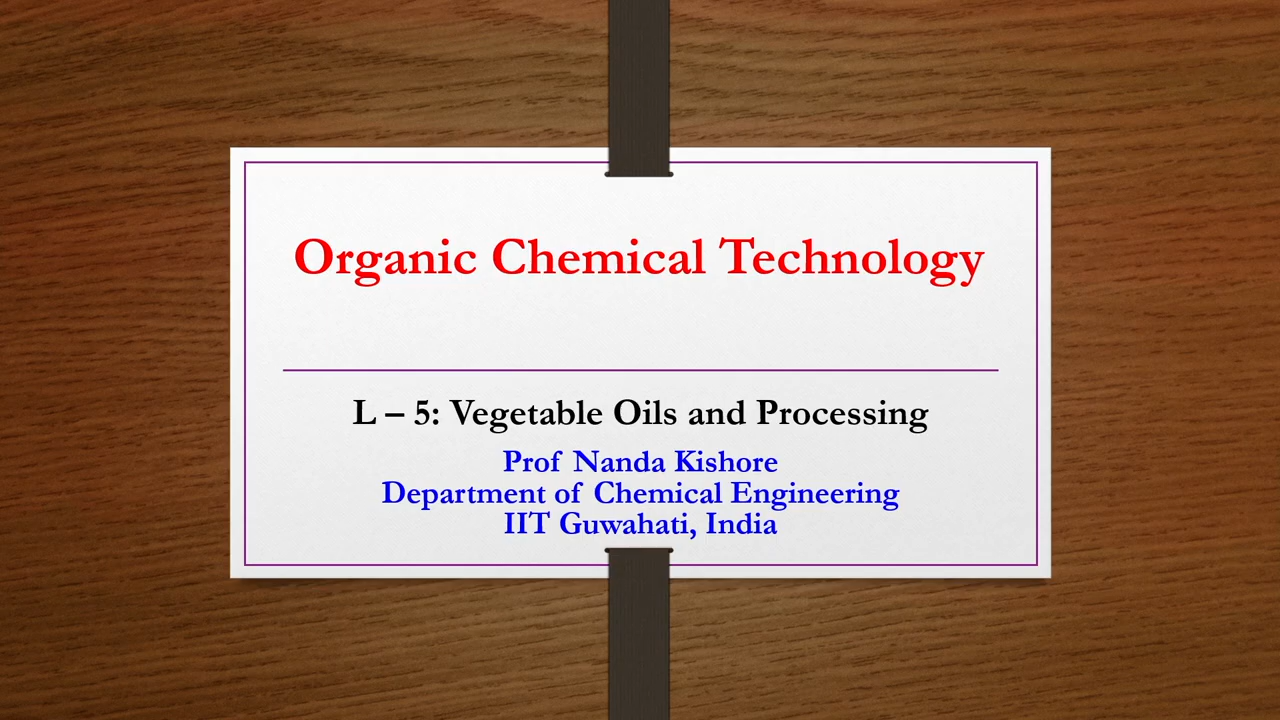 Organic Chemical Technology
L – 5: Vegetable Oils and Processing
Prof Nanda Kishore
Department of Chemical Engineering
IIT Guwahati, India